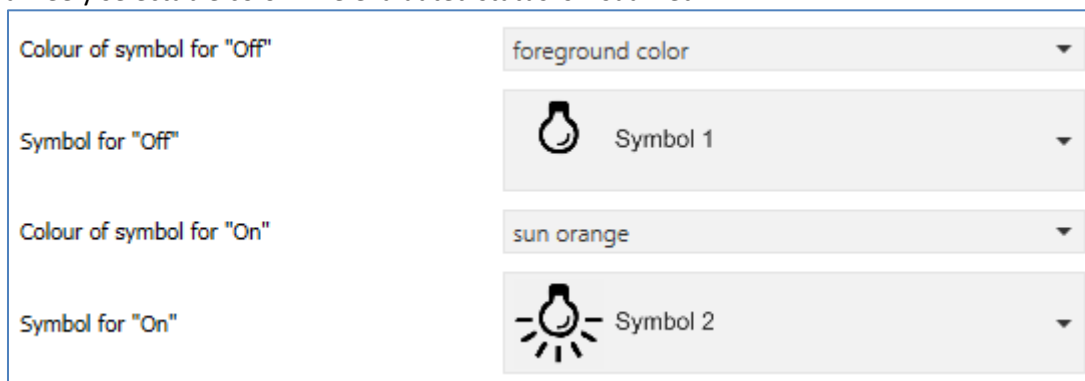 Colour of symbol for "Off" foreground color
Symbol for "Off" Symbol 1
Colour of symbol for "On" sun orange
Symbol for "On" Symbol 2